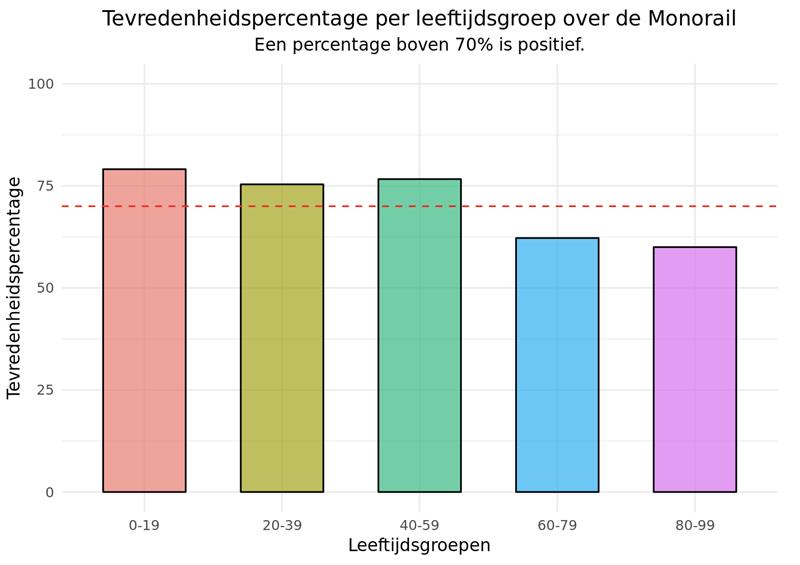 Tevredenheidspercentage per leeftijdsgroep over de Monorail
Een percentage boven 70% is positief.
Tevredenheidspercentage
100
75
50
25
0
0-19 20-39 40-59 60-79 80-99
Leeftijdsgroepen